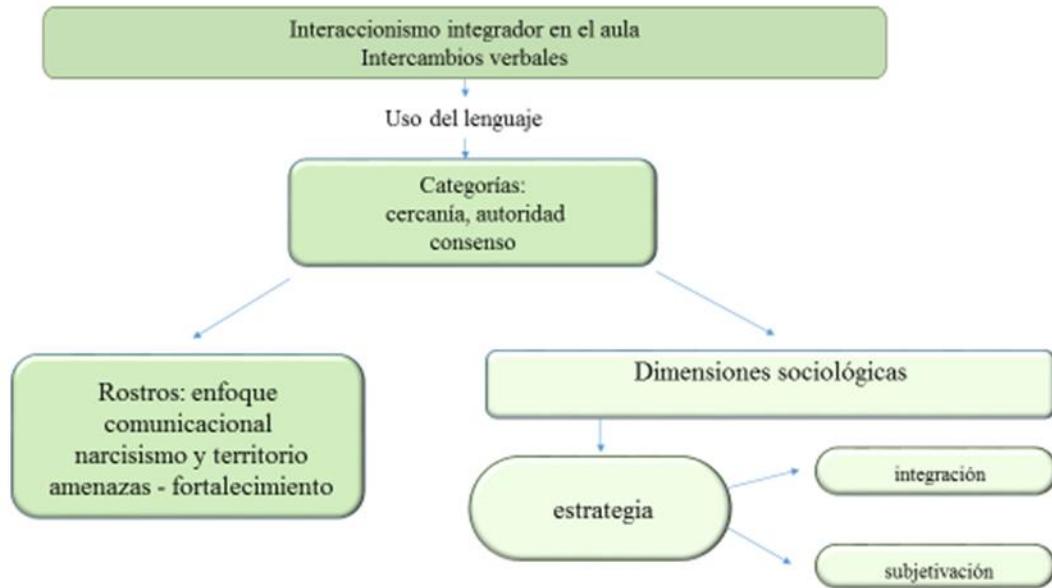 Interaccionismo integrador en el aula
Intercambios verbales
Uso del lenguaje
Categorías:
cercanía, autoridad
consenso
Rostros: enfoque
comunicacional
narcisismo y territorio
amenazas - fortalecimiento
Dimensiones sociológicas
estrategia
integración
subjetivación